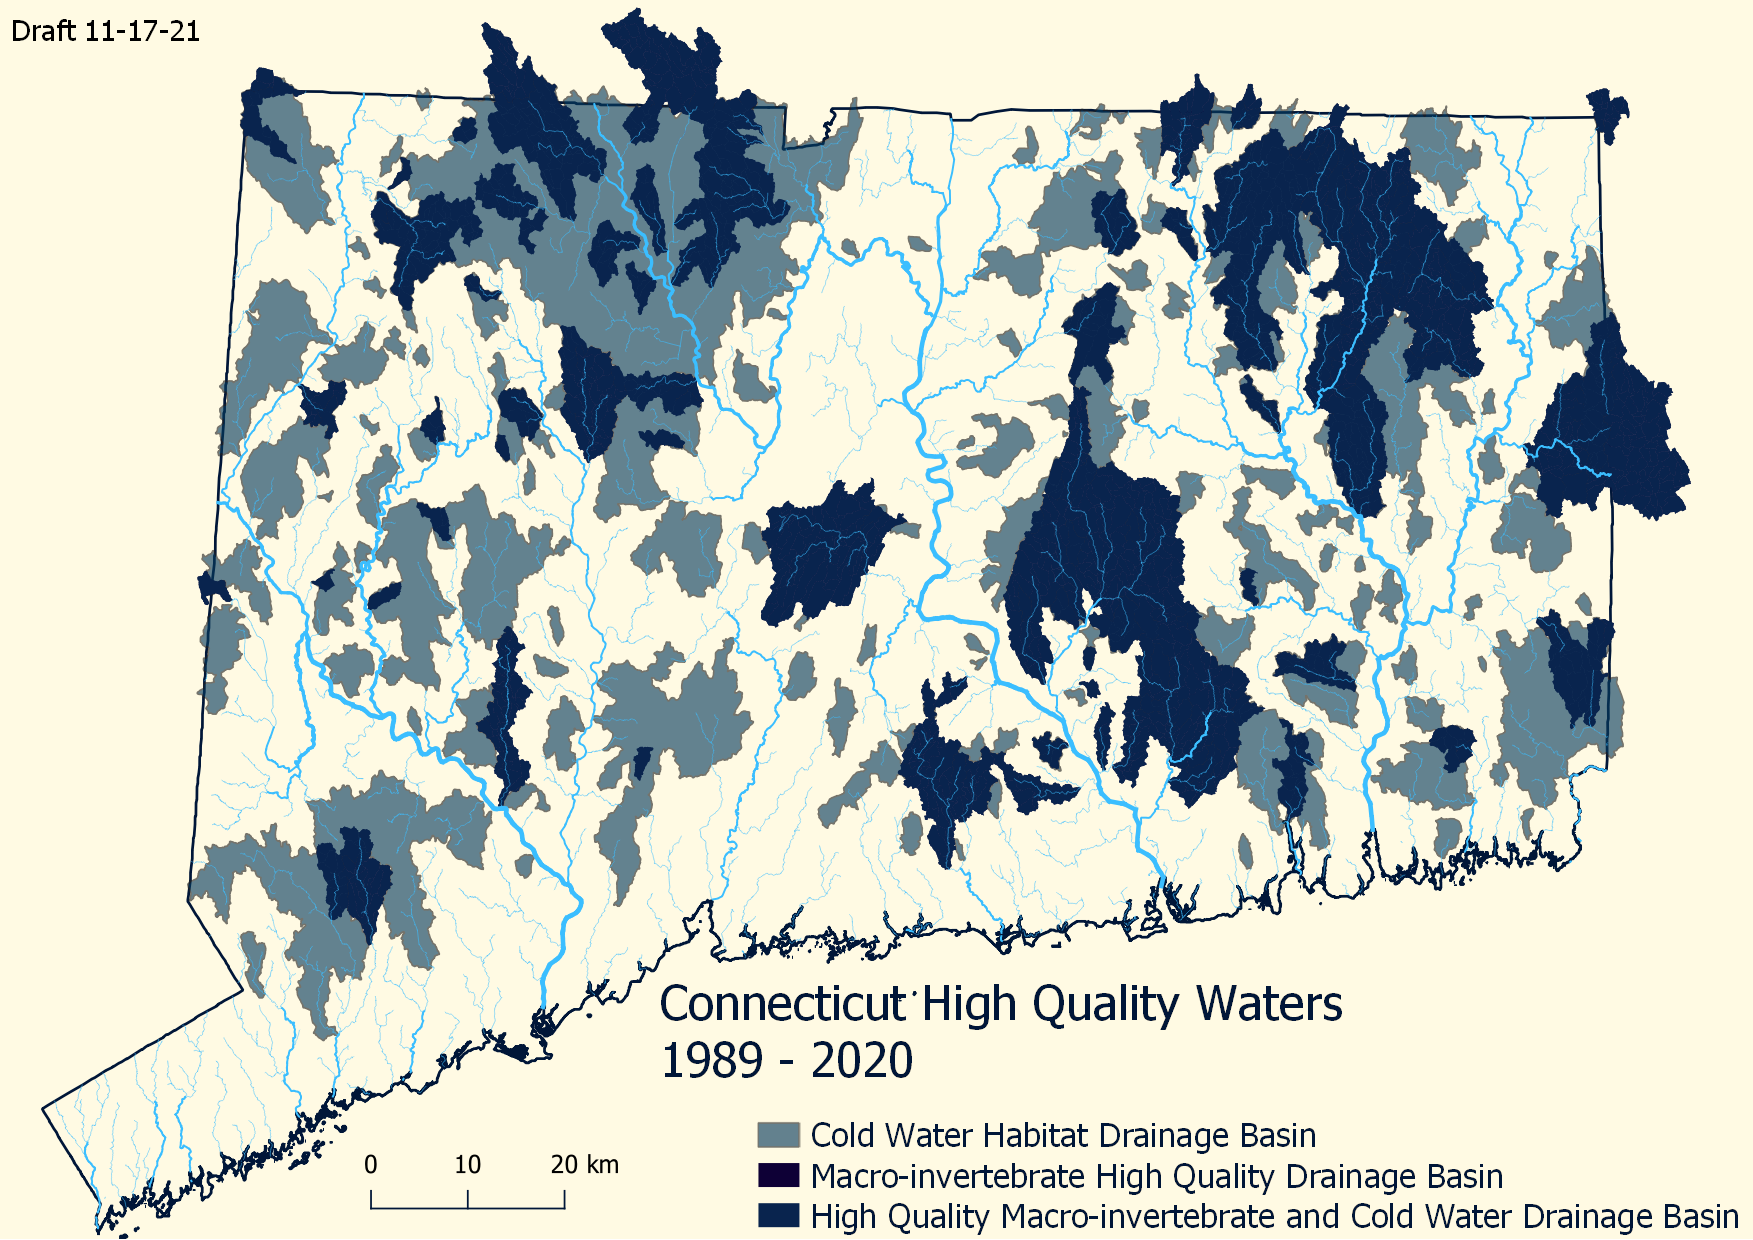 Draft 11-17-21
Connecticut High Quality Waters
1989 - 2020
Cold Water Habitat Drainage Basin
Macro-invertebrate High Quality Drainage Basin
High Quality Macro-invertebrate and Cold Water Drainage Basin
0 10 20 km